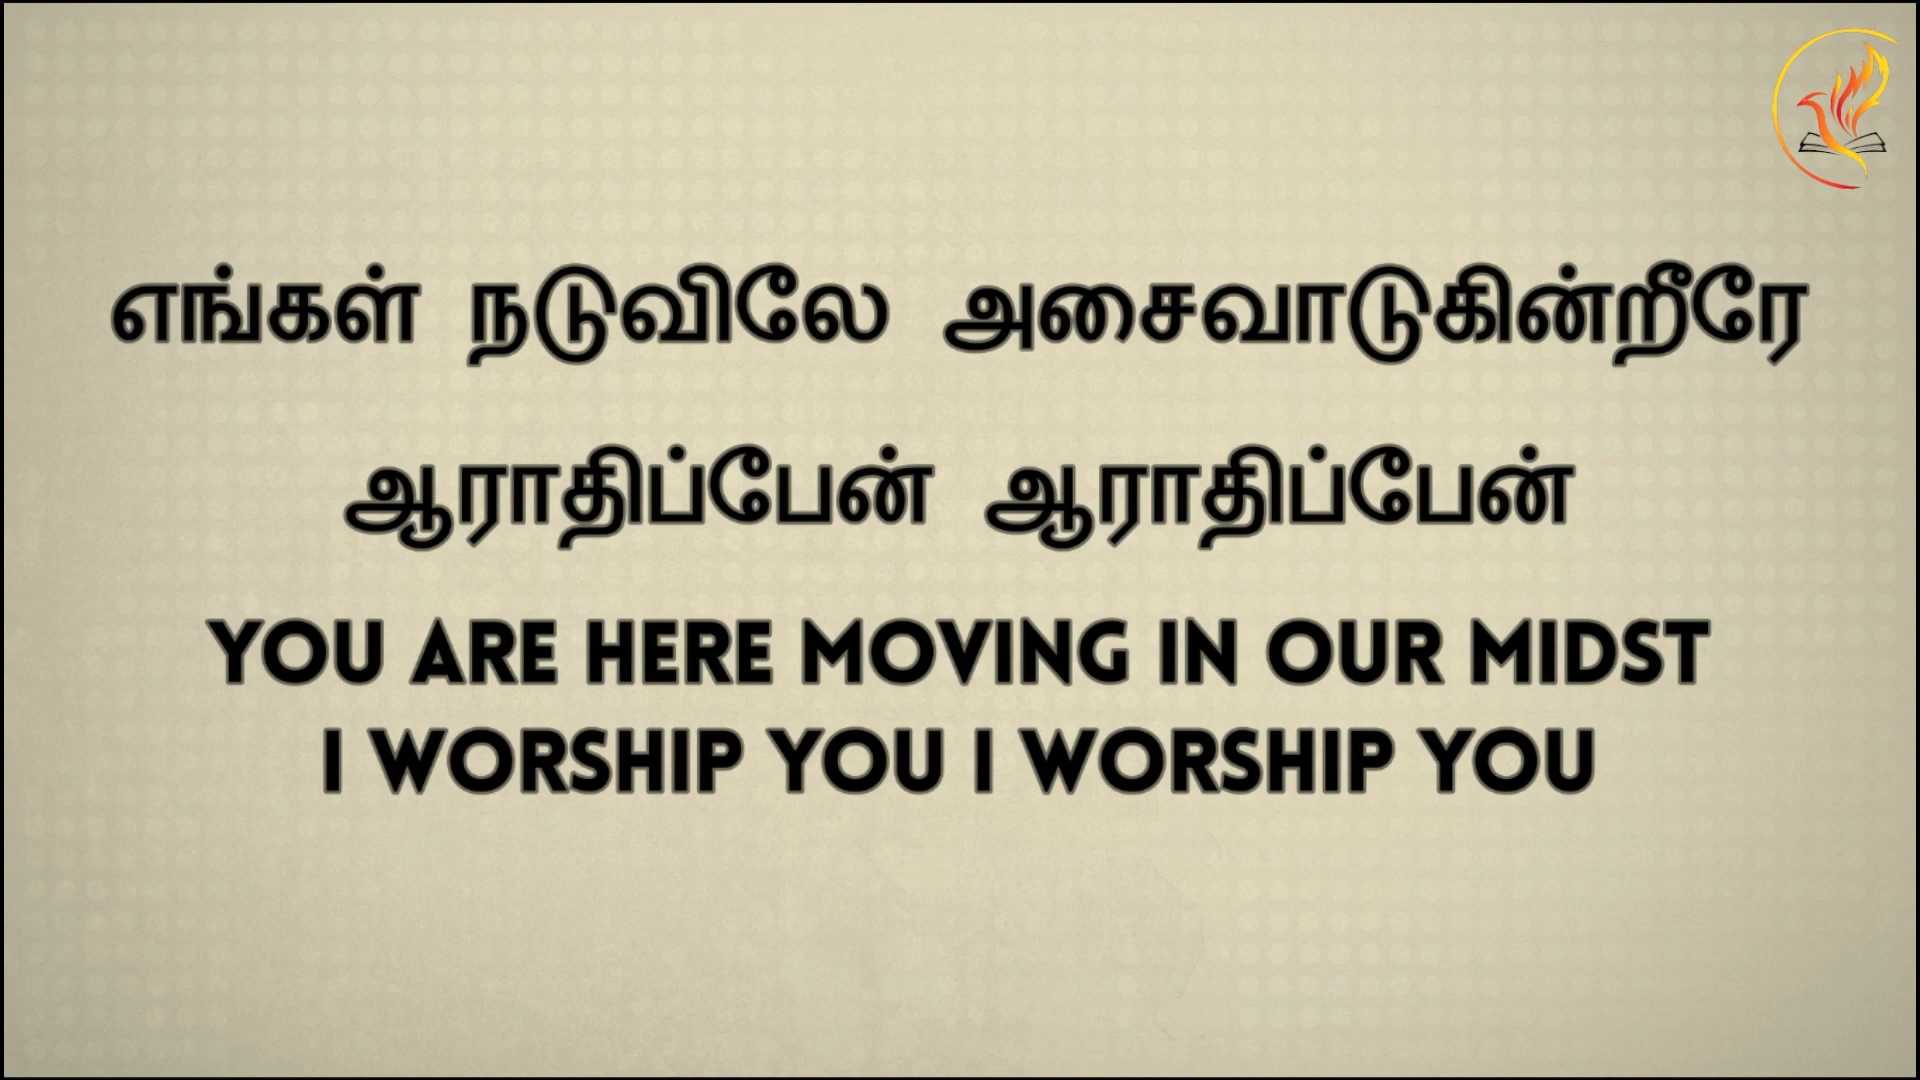 எங்கள் நடுவிலே அசைவாடுகின்றீரே
ஆராதிப்பேன் ஆராதிப்பேன்
YOU ARE HERE MOVING IN OUR MIDST
I WORSHIP YOU I WORSHIP YOU